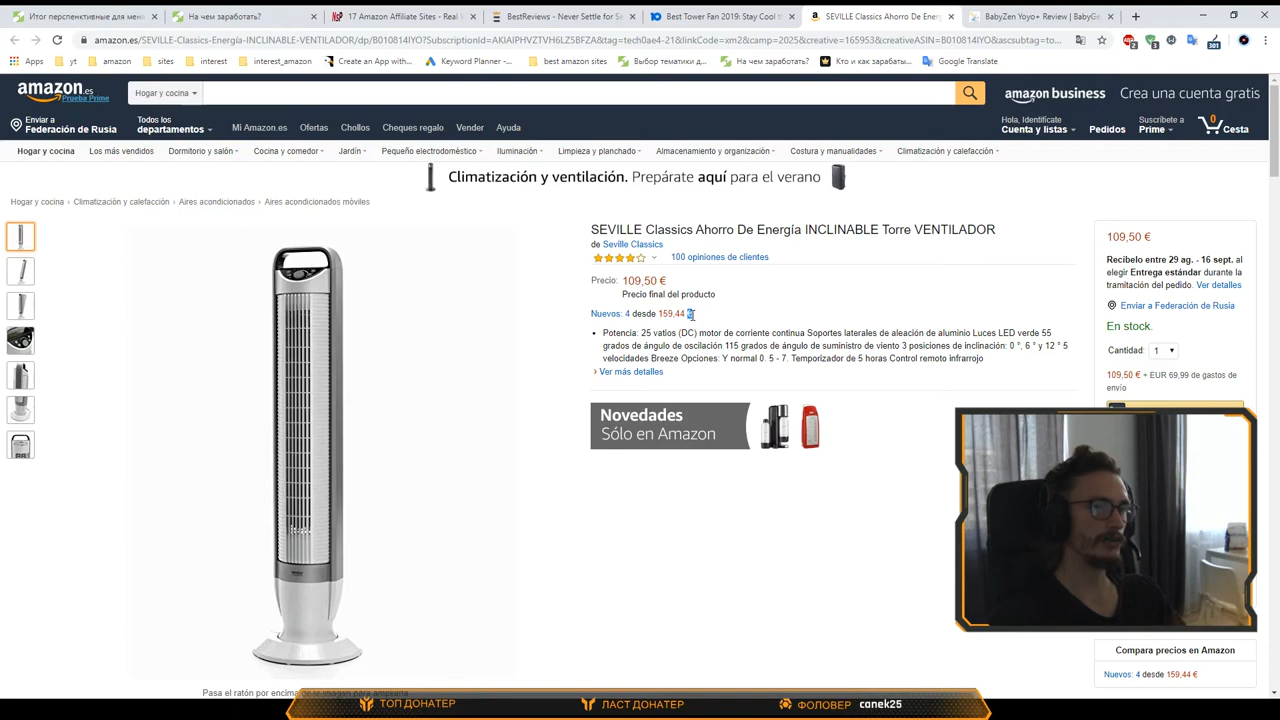 Итог перспективные для мене
На чем заработать?
17 Amazon Affiliate Sites - Real W
BestReviews - Never Settle for Se
Best Tower Fan 2019: Stay Cool th
SEVILLE Classics Ahorro De Energí
BabyZen Yoyo+ Review | BabyGe
amazon.es/SEVILLE-Classics-Energía-INCLINABLE-VENTILADOR/dp/B010814IYO?SubscriptionId=AKIAIPHVZTVH6LZ5BFZA&tag=tech0ae4-21&linkCode=xm2&camp=2025&creative=165953&creativeASIN=B010814IYO&ascsubtag=to...
Apps yt amazon sites interest interest_amazon Create an App with... Keyword Planner -... best amazon sites Выбор тематики д... На чем заработать? Кто и как зарабаты... Google Translate
amazon.es
Prueba Prime
Hogar y cocina
amazon business Crea una cuenta gratis
Enviar a
Federación de Rusia
Todos los
departamentos
Mi Amazon.es Ofertas Chollos Cheques regalo Vender Ayuda
Hola, Identifícate
Cuenta y listas
Pedidos
Suscríbete a
Prime
0
Cesta
Hogar y cocina Los más vendidos Dormitorio y salón Cocina y comedor Jardín Pequeño electrodoméstico Iluminación Limpieza y planchado Almacenamiento y organización Costura y manualidades Climatización y calefacción
Climatización y ventilación. Prepárate aquí para el verano
Hogar y cocina › Climatización y calefacción › Aires acondicionados › Aires acondicionados móviles
SEVILLE Classics Ahorro De Energía INCLINABLE Torre VENTILADOR
de Seville Classics
100 opiniones de clientes
Precio: 109,50 €
Precio final del producto
Nuevos: 4 desde 159,44 €
• Potencia: 25 vatios (DC) motor de corriente continua Soportes laterales de aleación de aluminio Luces LED verde 55
grados de ángulo de oscilación 115 grados de ángulo de suministro de viento 3 posiciones de inclinación: 0 °, 6 ° y 12 ° 5
velocidades Breeze Opciones: Y normal 0. 5 - 7. Temporizador de 5 horas Control remoto infrarrojo
› Ver más detalles
Novedades
Sólo en Amazon
109,50 €
Recíbelo entre 29 ag. - 16 sept. al
elegir Entrega estándar durante la
tramitación del pedido. Ver detalles
Enviar a Federación de Rusia
En stock.
Cantidad: 1
109,50 € + EUR 69,99 de gastos de
envío
Compara precios en Amazon
Nuevos: 4 desde 159,44 €
ТОП ДОНАТЕР
ЛАСТ ДОНАТЕР
ФОЛОВЕР canek25